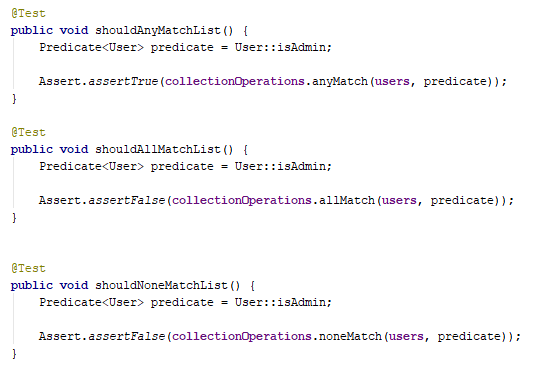 @Test
public void shouldAnyMatchList() {
    Predicate<User> predicate = User::isAdmin;
    Assert.assertTrue(collectionOperations.anyMatch(users, predicate));
}
@Test
public void shouldAllMatchList() {
    Predicate<User> predicate = User::isAdmin;
    Assert.assertFalse(collectionOperations.allMatch(users, predicate));
}
@Test
public void shouldNoneMatchList() {
    Predicate<User> predicate = User::isAdmin;
    Assert.assertFalse(collectionOperations.noneMatch(users, predicate));
}